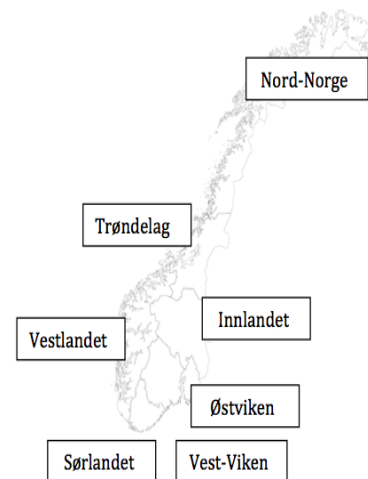 Nord-Norge
Trøndelag
Innlandet
Vestlandet
Østviken
Sørlandet
Vest-Viken